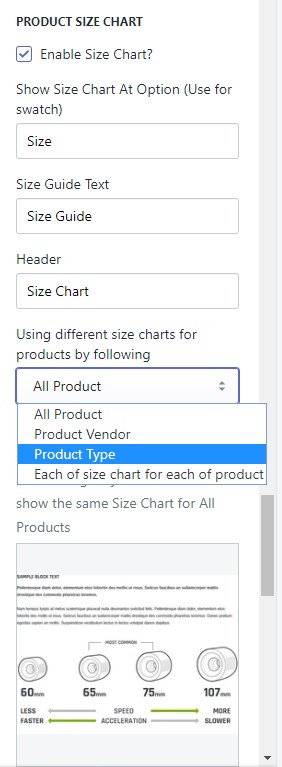 PRODUCT SIZE CHART
Enable Size Chart?
Show Size Chart At Option (Use for
swatch)
Size
Size Guide Text
Size Guide
Header
Size Chart
Using different size charts for
products by following
All Product
All Product
Product Vendor
Product Type
Each of size chart for each of product
show the same Size Chart for All
Products
SAMPLE BLOCK TEXT
MOST COMMON
60mm 65mm 75mm 107mm
LESS SPEED MORE
FASTER ACCELERATION SLOWER